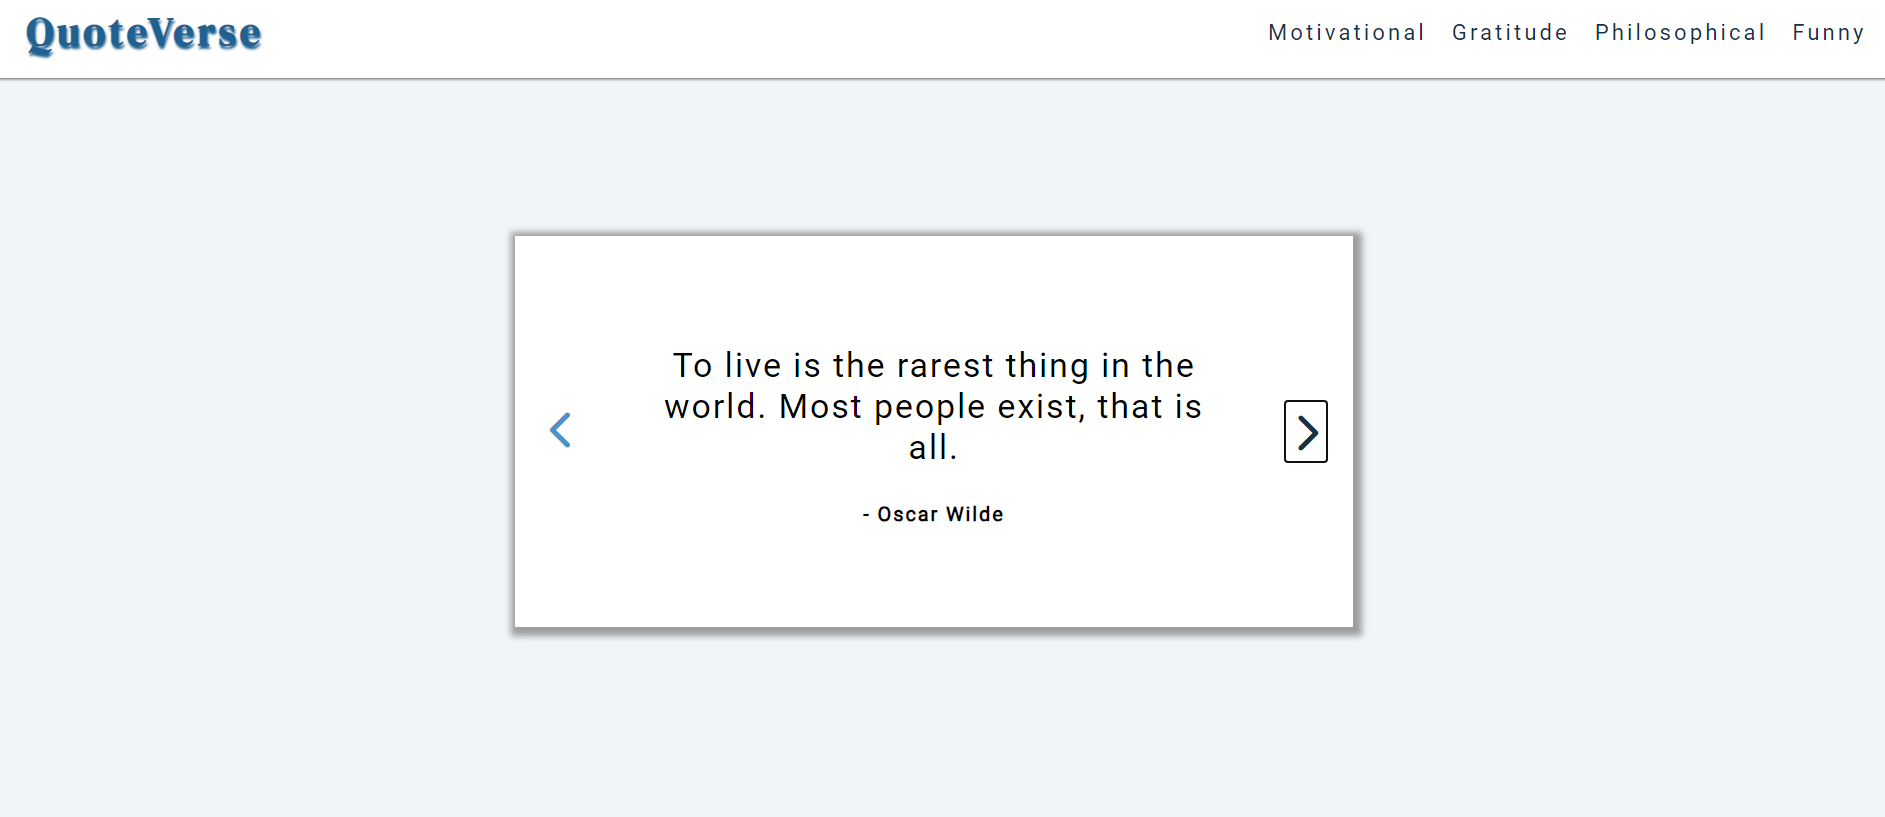 QuoteVerse
Motivational Gratitude Philosophical Funny
To live is the rarest thing in the
world. Most people exist, that is
all.
- Oscar Wilde